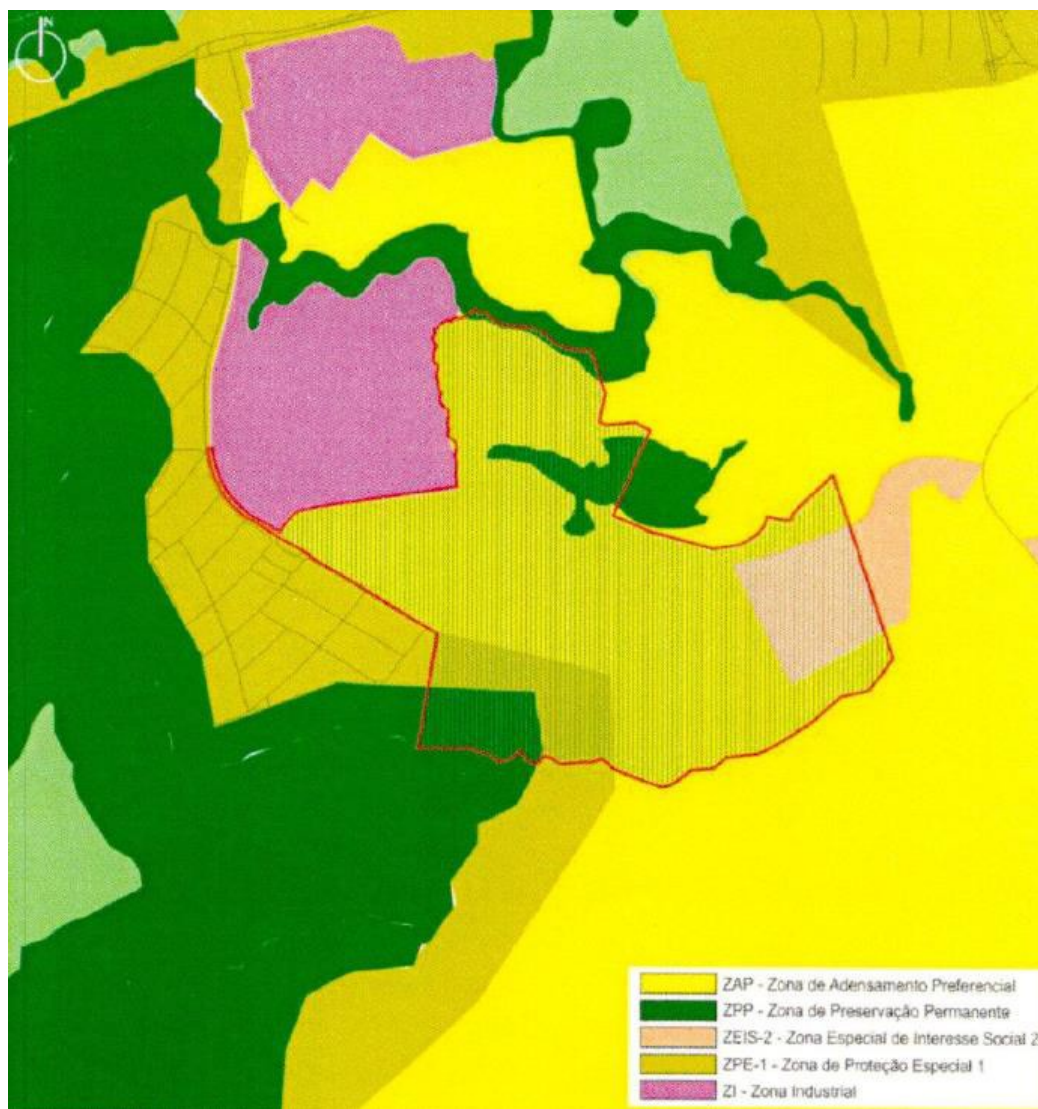 N
ZAP - Zona de Adensamento Preferencial
ZPP - Zona de Preservação Permanente
ZEIS-2 - Zona Especial de Interesse Social 2
ZPE-1 - Zona de Proteção Especial 1
ZI - Zona Industrial